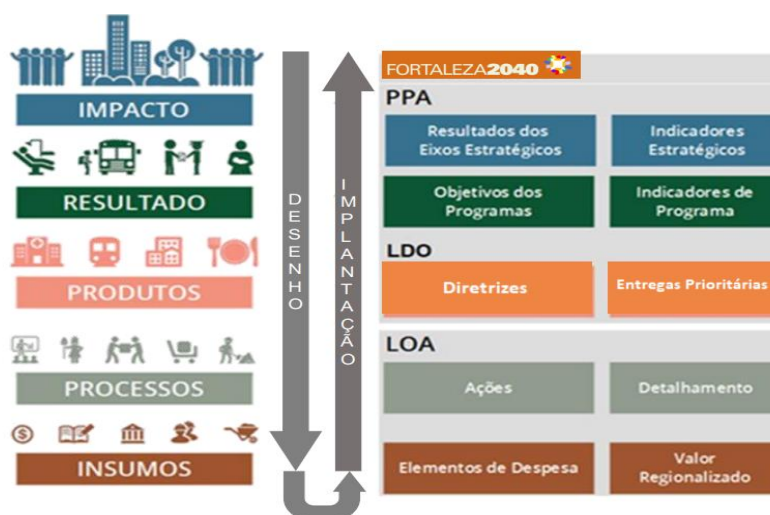 IMPACTO
RESULTADO
PRODUTOS
PROCESSOS
INSUMOS
DESENHO
IMPLANTAÇÃO
FORTALEZA2040
PPA
Resultados dos
Eixos Estratégicos
Indicadores
Estratégicos
Objetivos dos
Programas
Indicadores de
Programa
LDO
Diretrizes
Entregas Prioritárias
LOA
Ações
Detalhamento
Elementos de Despesa
Valor
Regionalizado